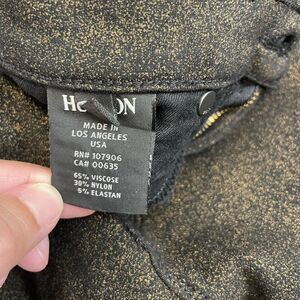 MADE IN
LOS ANGELES
USA
RN# 107906
CA# 00635
65% VISCOSE
30% NYLON
5% ELASTAN